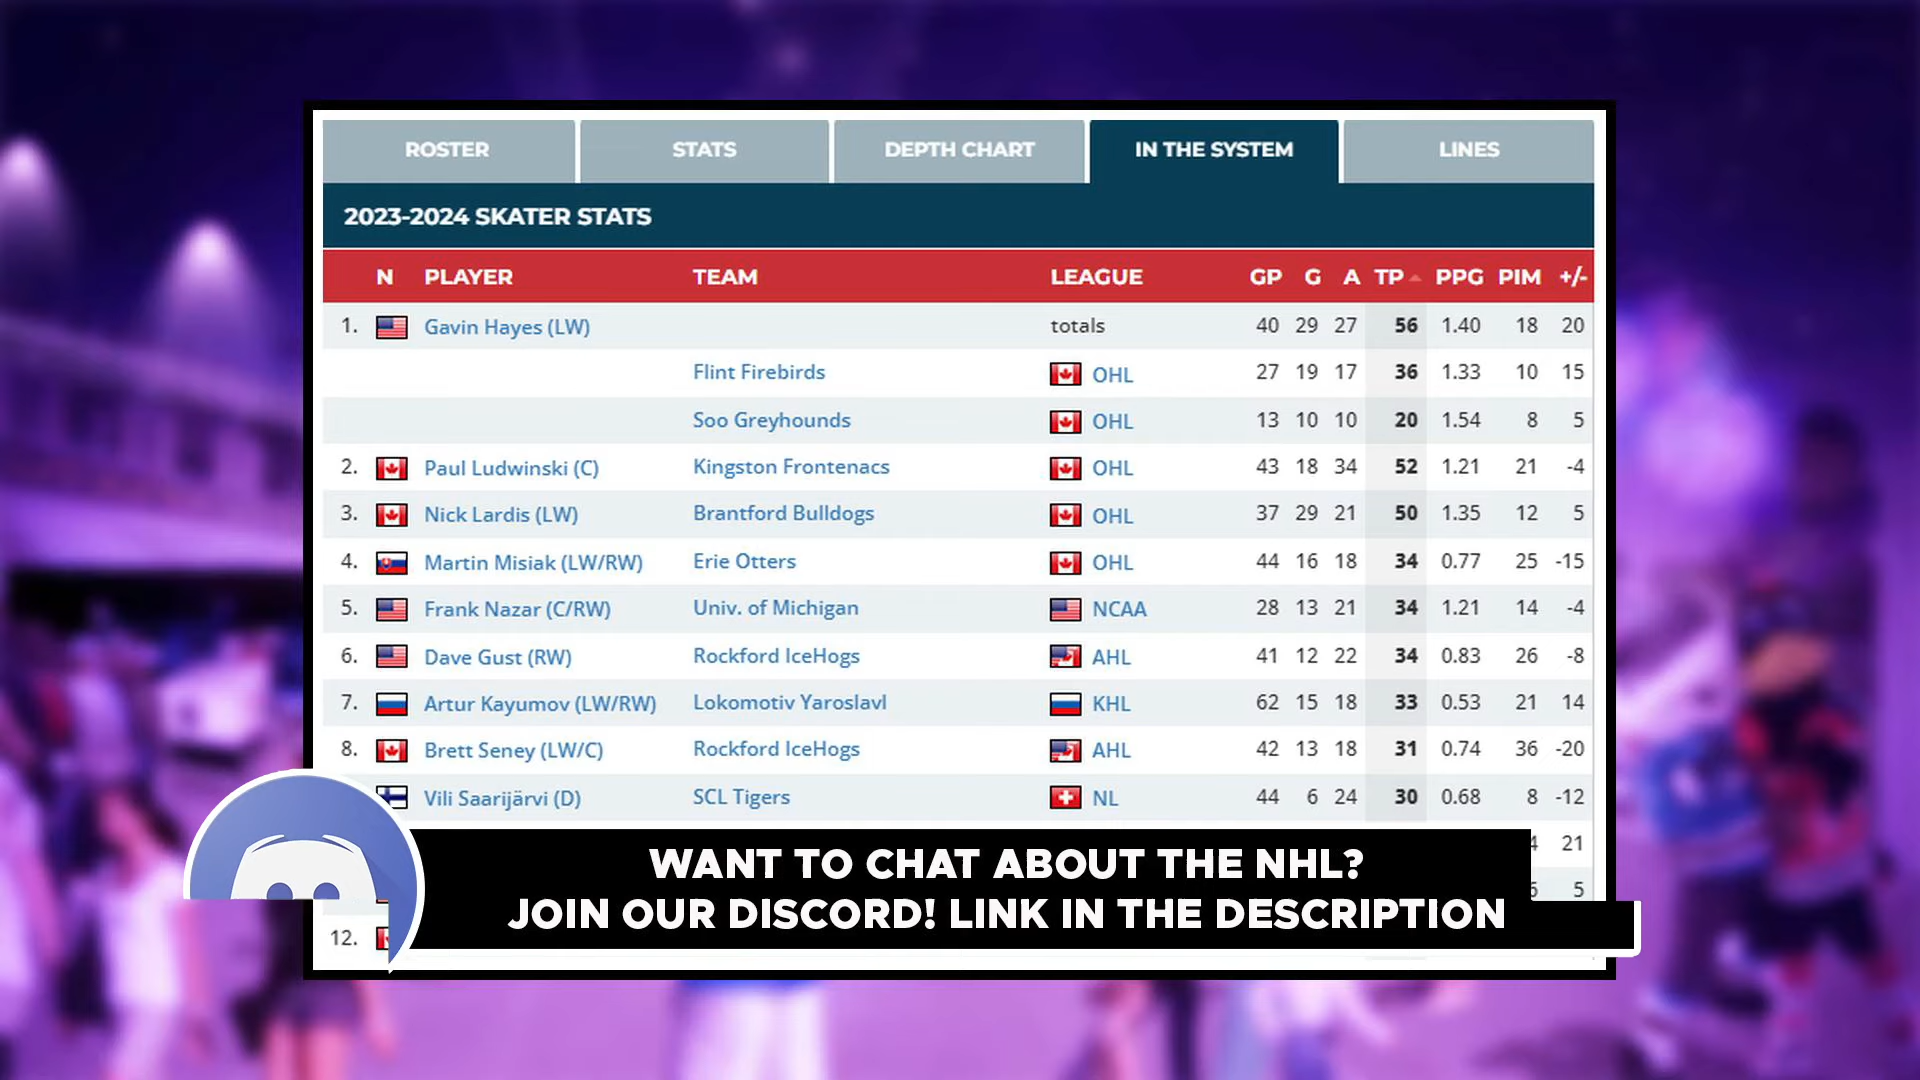 ROSTER STATS DEPTH CHART IN THE SYSTEM LINES
2023-2024 SKATER STATS
N PLAYER TEAM LEAGUE GP G A TP PPG PIM +/-
1. Gavin Hayes (LW) totals 40 29 27 56 1.40 18 20
Flint Firebirds OHL 27 19 17 36 1.33 10 15
Soo Greyhounds OHL 13 10 10 20 1.54 8 5
2. Paul Ludwinski (C) Kingston Frontenacs OHL 43 18 34 52 1.21 21 -4
3. Nick Lardis (LW) Brantford Bulldogs OHL 37 29 21 50 1.35 12 5
4. Martin Misiak (LW/RW) Erie Otters OHL 44 16 18 34 0.77 25 -15
5. Frank Nazar (C/RW) Univ. of Michigan NCAA 28 13 21 34 1.21 14 -4
6. Dave Gust (RW) Rockford IceHogs AHL 41 12 22 34 0.83 26 -8
7. Artur Kayumov (LW/RW) Lokomotiv Yaroslavl KHL 62 15 18 33 0.53 21 14
8. Brett Seney (LW/C) Rockford IceHogs AHL 42 13 18 31 0.74 36 -20
Vili Saarijärvi (D) SCL Tigers NL 44 6 24 30 0.68 8 -12
21
5
12.
WANT TO CHAT ABOUT THE NHL?
JOIN OUR DISCORD! LINK IN THE DESCRIPTION